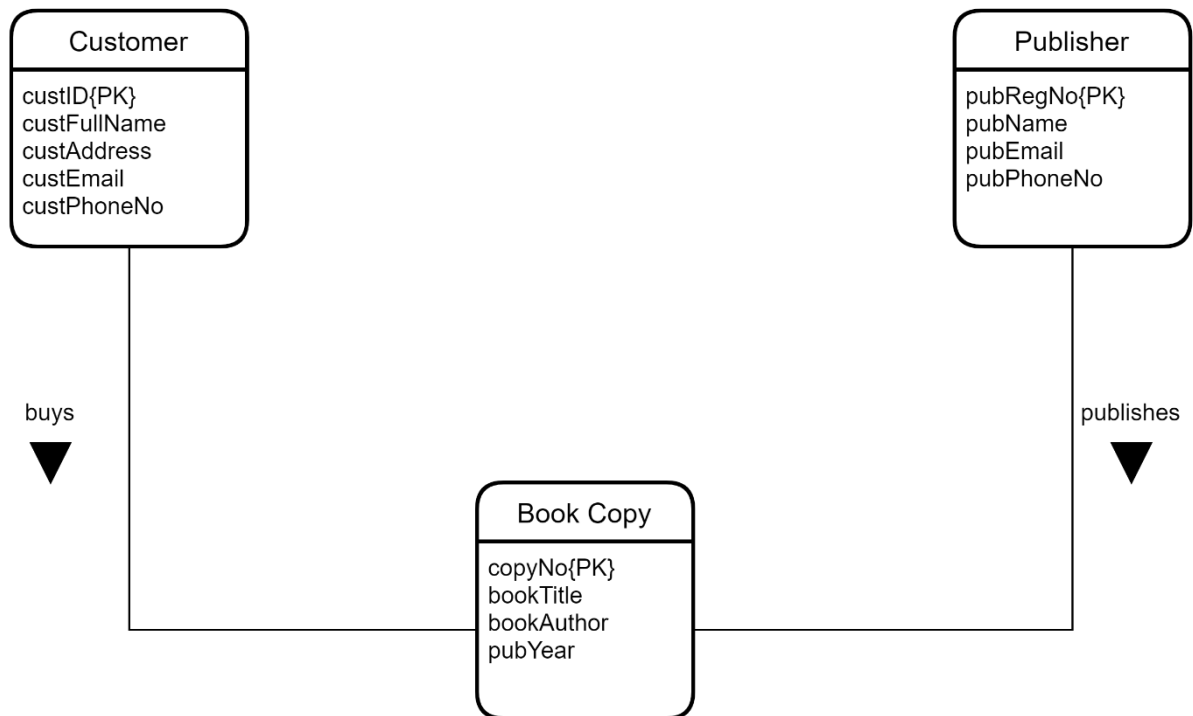 Customer
custID{PK}
custFullName
custAddress
custEmail
custPhoneNo
Publisher
pubRegNo{PK}
pubName
pubEmail
pubPhoneNo
buys
publishes
Book Copy
copyNo{PK}
bookTitle
bookAuthor
pubYear